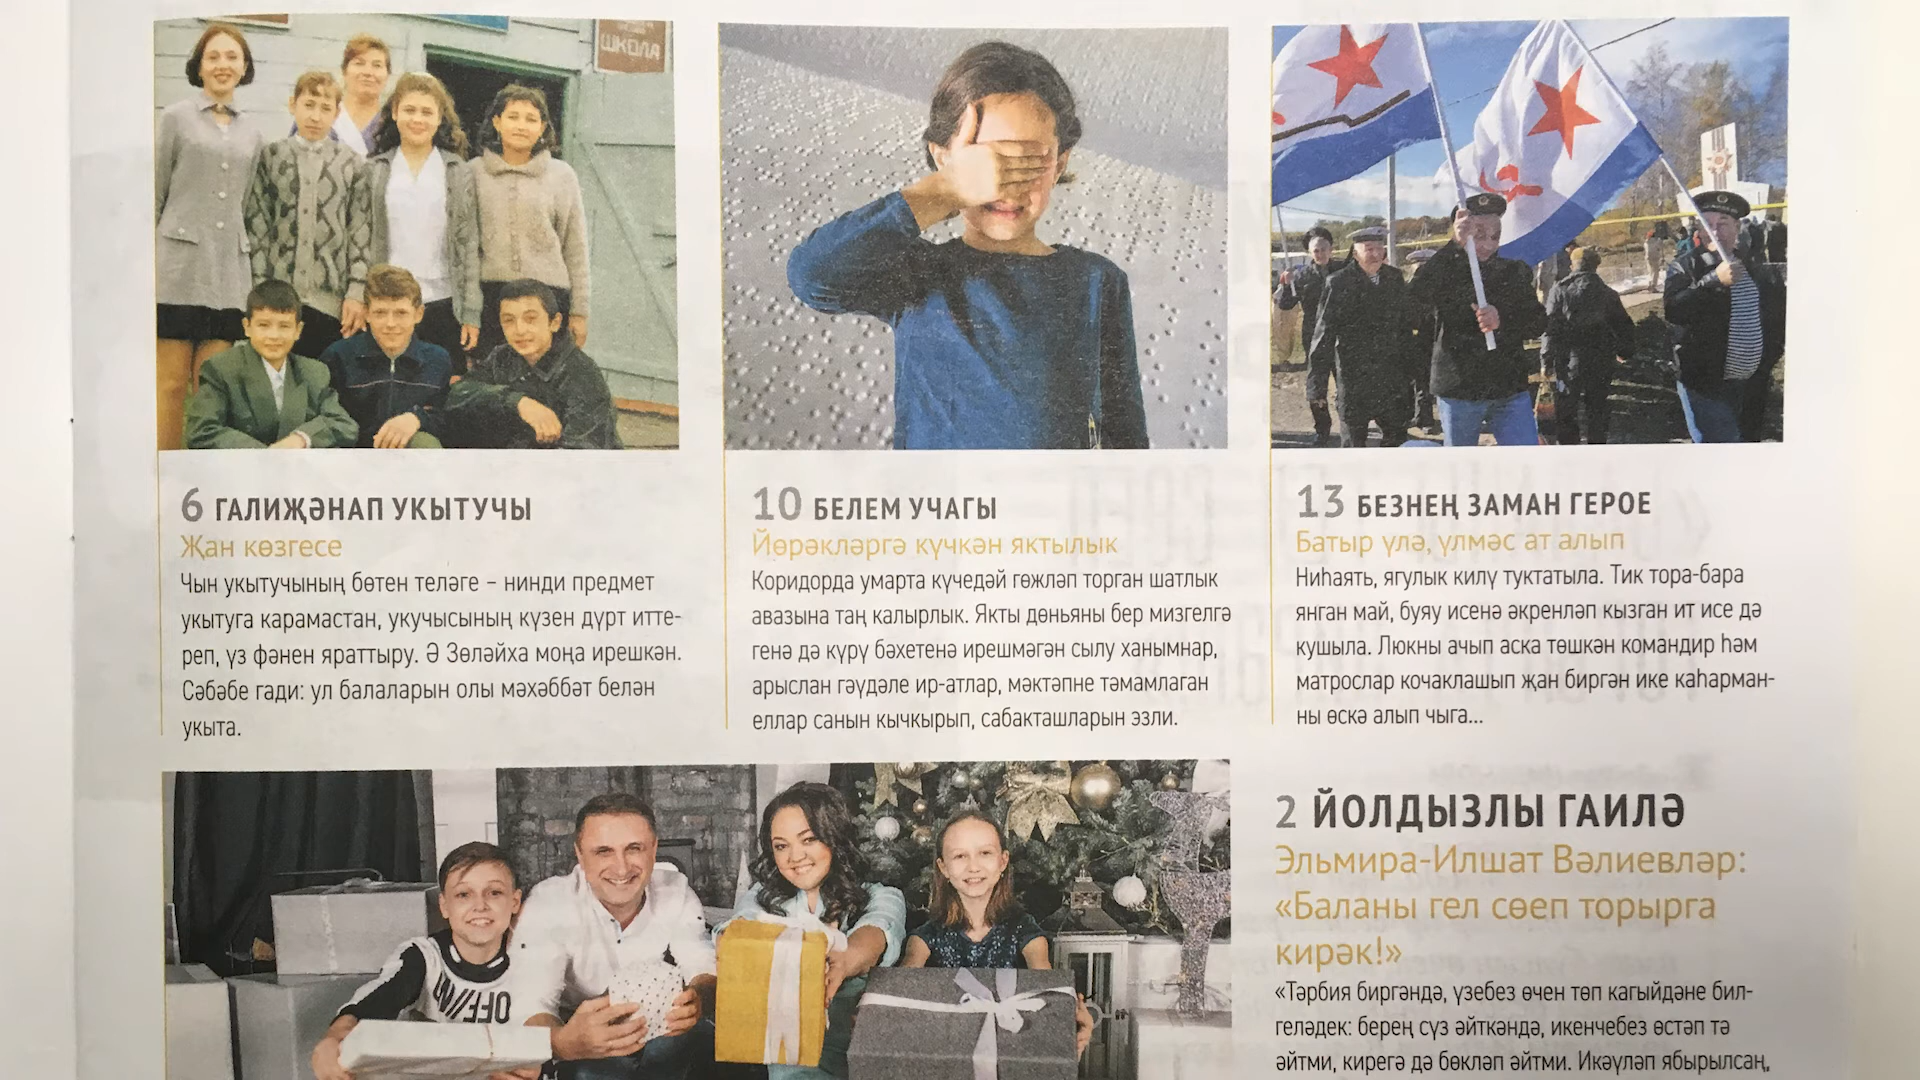 ШКОЛА
6 ГАЛИҖӘНАП УКЫТУЧЫ
Җан көзгесе
Чын укытучының бөтен теләге – нинди предмет
укытуга карамастан, укучысының күзен дүрт итте-
реп, үз фәнен яраттыру. Ә Зөләйха моңа ирешкән.
Сәбәбе гади: ул балаларын олы мәхәббәт белән
укыта.
10 БЕЛЕМ УЧАГЫ
Йөрәкләргә күчкән яктылык
Коридорда умарта күчедәй гөжләп торган шатлык
авазына таң калырлык. Якты дөньяны бер мизгелгә
генә дә күрү бәхетенә ирешмәгән сылу ханымнар,
арыслан гәүдәле ир-атлар, мәктәпне тәмамлаган
еллар санын кычкырып, сабакташларын эзли.
13 БЕЗНЕҢ ЗАМАН ГЕРОЕ
Батыр үлә, үлмәс ат алып
Ниһаять, ягулык килү туктатыла. Тик тора-бара
янган май, буяу исенә әкренләп кызган ит исе дә
кушыла. Люкны ачып аска төшкән командир һәм
матрослар кочаклашып җан биргән ике каһарман-
ны өскә алып чыга...
2 ЙОЛДЫЗЛЫ ГАИЛӘ
Эльмира-Илшат Вәлиевләр:
«Баланы гел сөеп торырга
кирәк!»
«Тәрбия биргәндә, үзебез өчен төп кагыйдәне бил-
геләдек: берең сүз әйткәндә, икенчебез өстәп тә
әйтми, кирегә дә бөкләп әйтми. Икәүләп ябырылсаң,